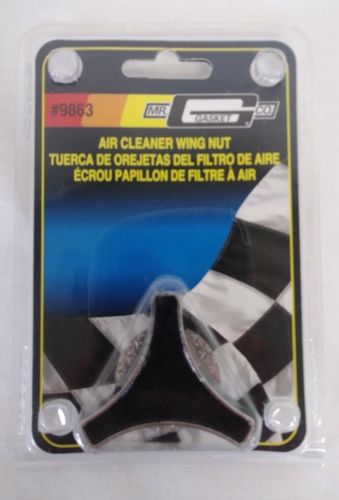 #9863
MR. GASKET CO.
AIR CLEANER WING NUT
TUERCA DE OREJETAS DEL FILTRO DE AIRE
ÉCROU PAPILLON DE FILTRE À AIR